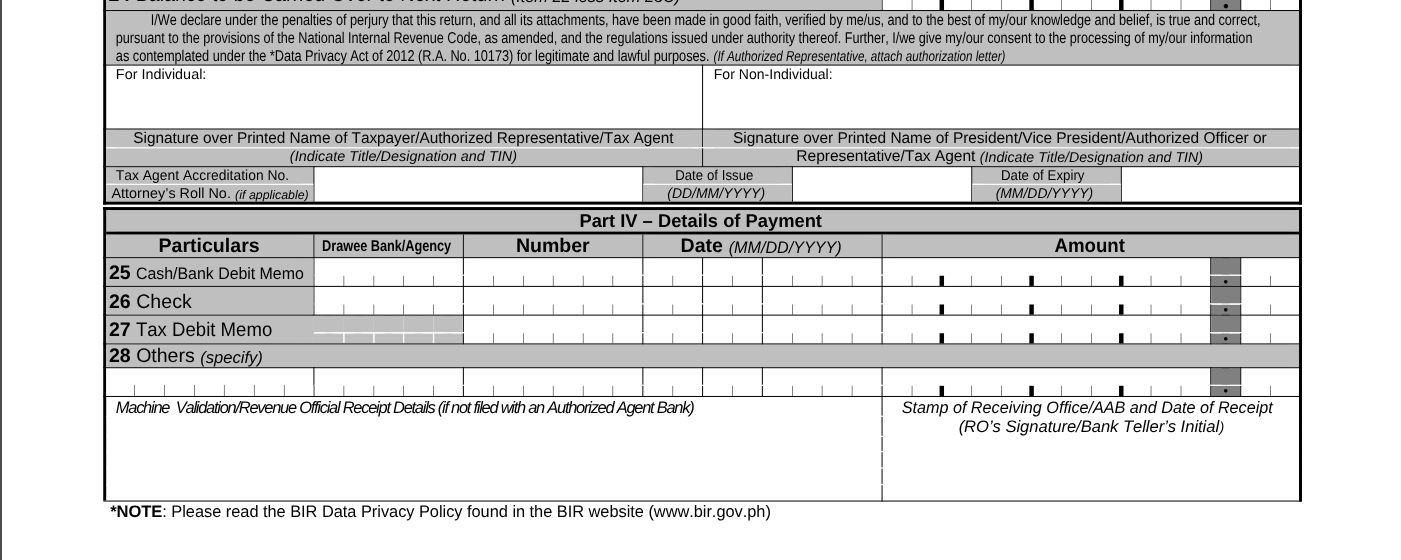 I/We declare under the penalties of perjury that this return, and all its attachments, have been made in good faith, verified by me/us, and to the best of my/our knowledge and belief, is true and correct,
pursuant to the provisions of the National Internal Revenue Code, as amended, and the regulations issued under authority thereof. Further, I/we give my/our consent to the processing of my/our information
as contemplated under the *Data Privacy Act of 2012 (R.A. No. 10173) for legitimate and lawful purposes. (If Authorized Representative, attach authorization letter)
For Individual:
For Non-Individual:
Signature over Printed Name of Taxpayer/Authorized Representative/Tax Agent
(Indicate Title/Designation and TIN)
Signature over Printed Name of President/Vice President/Authorized Officer or
Representative/Tax Agent (Indicate Title/Designation and TIN)
Tax Agent Accreditation No.
Attorney's Roll No. (if applicable)
Date of Issue
(DD/MM/YYYY)
Date of Expiry
(MM/DD/YYYY)
Part IV – Details of Payment
Particulars Drawee Bank/Agency Number Date (MM/DD/YYYY) Amount
25 Cash/Bank Debit Memo
26 Check
27 Tax Debit Memo
28 Others (specify)
Machine Validation/Revenue Official Receipt Details (if not filed with an Authorized Agent Bank)
Stamp of Receiving Office/AAB and Date of Receipt
(RO's Signature/Bank Teller's Initial)
*NOTE: Please read the BIR Data Privacy Policy found in the BIR website (www.bir.gov.ph)